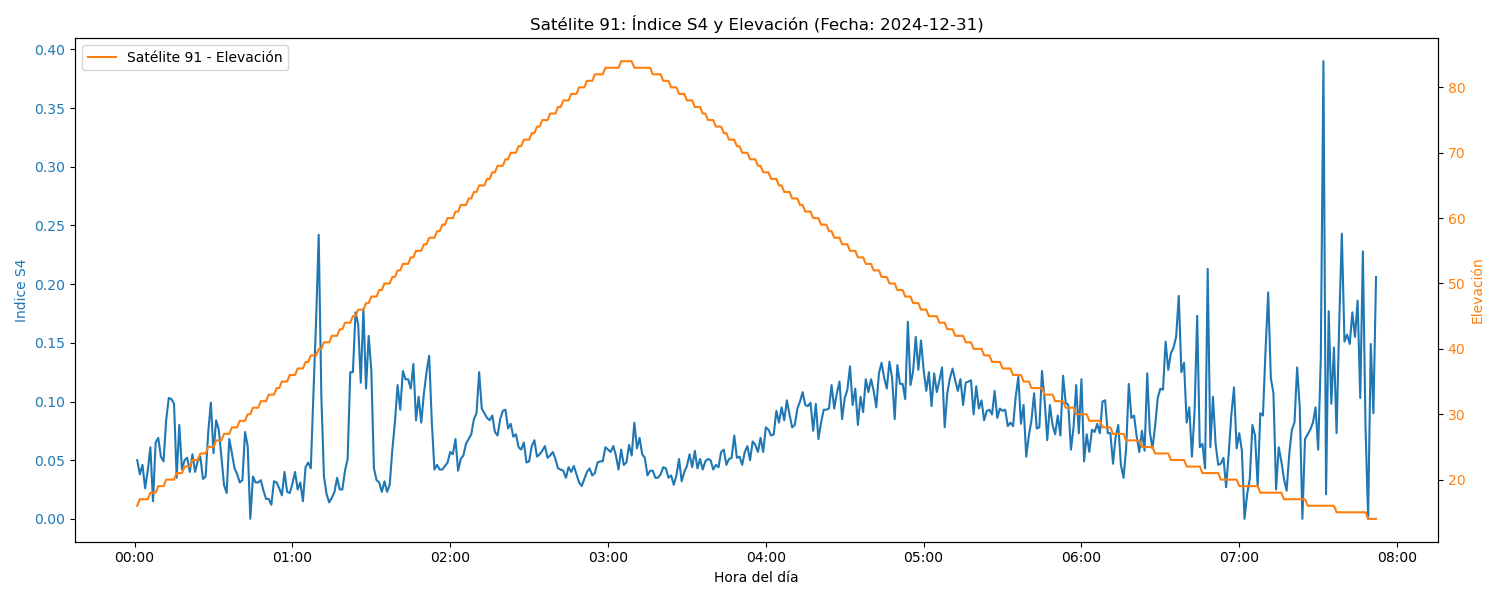 Satélite 91: Índice S4 y Elevación (Fecha: 2024-12-31)
Satélite 91 - Elevación
0.40
0.35
0.30
0.25
0.20
0.15
0.10
0.05
0.00
Indice S4
80
70
60
50
40
30
20
Elevación
00:00 01:00 02:00 03:00 04:00 05:00 06:00 07:00 08:00
Hora del día